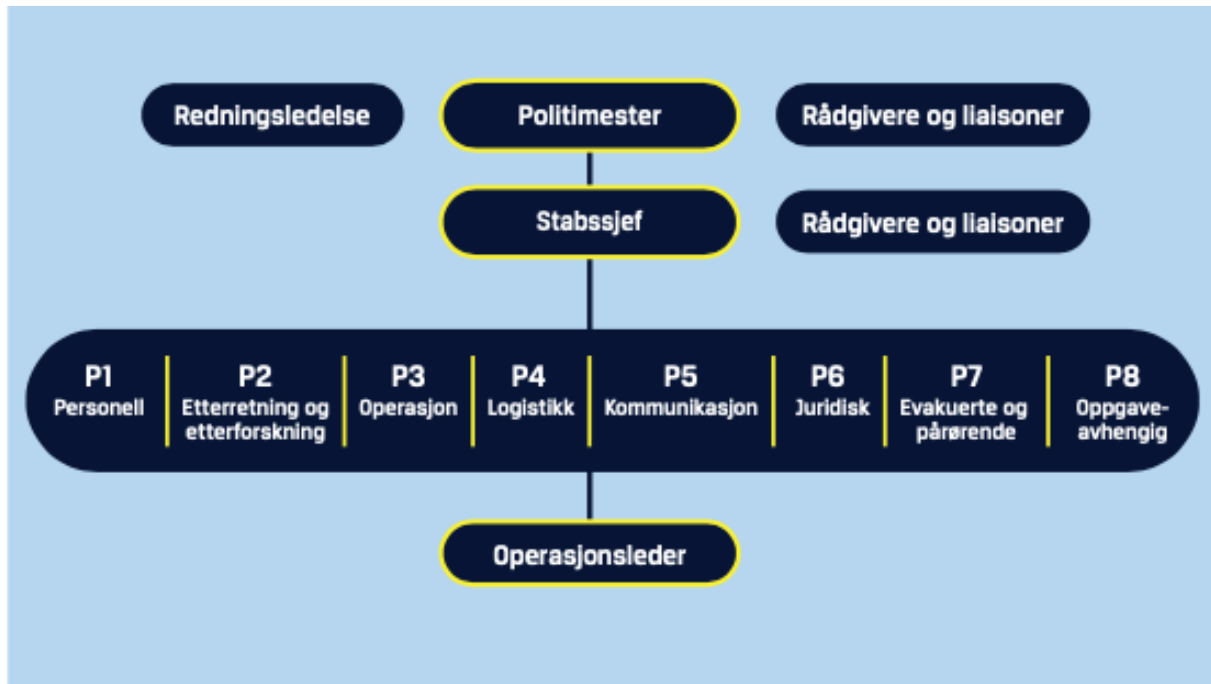 Redningsledelse
Politimester
Rådgivere og liaisoner
Stabssjef
Rådgivere og liaisoner
P1
Personell
P2
Etterretning og
etterforskning
P3
Operasjon
P4
Logistikk
P5
Kommunikasjon
P6
Juridisk
P7
Evakuerte og
pårørende
P8
Oppgave-
avhengig
Operasjonsleder